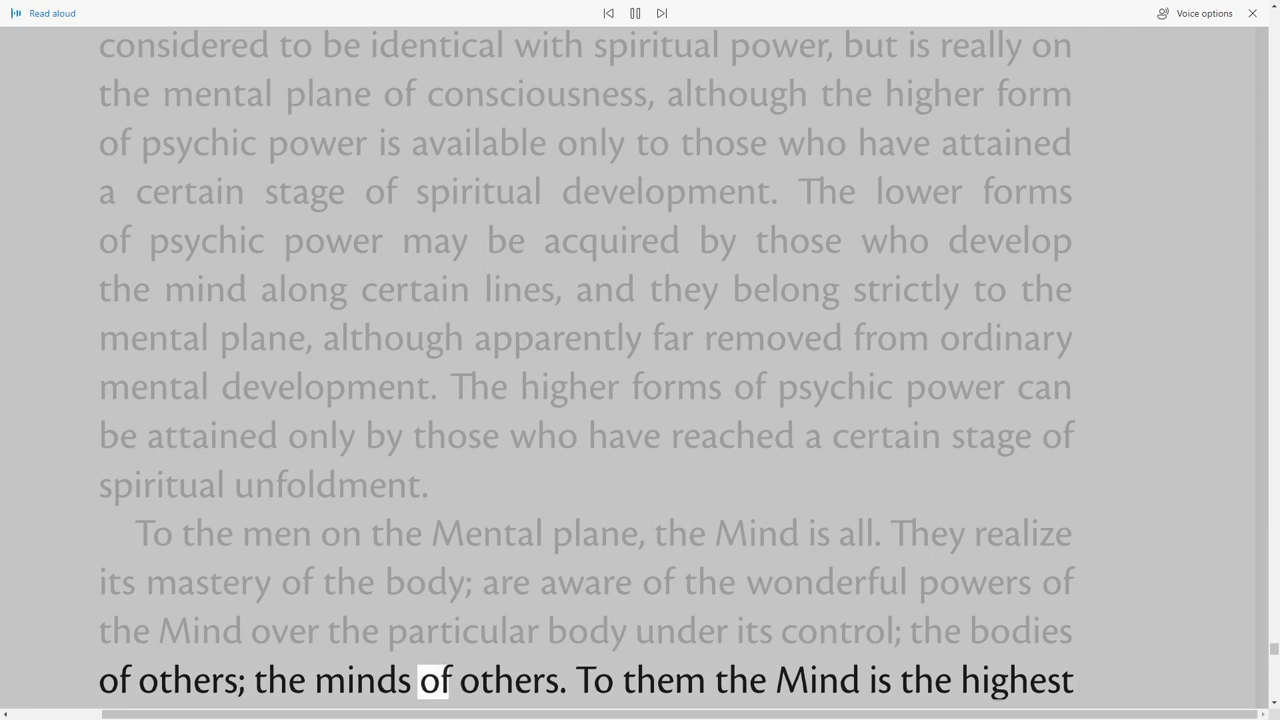 Read aloud
Voice options
considered to be identical with spiritual power, but is really on
the mental plane of consciousness, although the higher form
of psychic power is available only to those who have attained
a certain stage of spiritual development. The lower forms
of psychic power may be acquired by those who develop
the mind along certain lines, and they belong strictly to the
mental plane, although apparently far removed from ordinary
mental development. The higher forms of psychic power can
be attained only by those who have reached a certain stage of
spiritual unfoldment.
To the men on the Mental plane, the Mind is all. They realize
its mastery of the body; are aware of the wonderful powers of
the Mind over the particular body under its control; the bodies
of others; the minds of others. To them the Mind is the highest